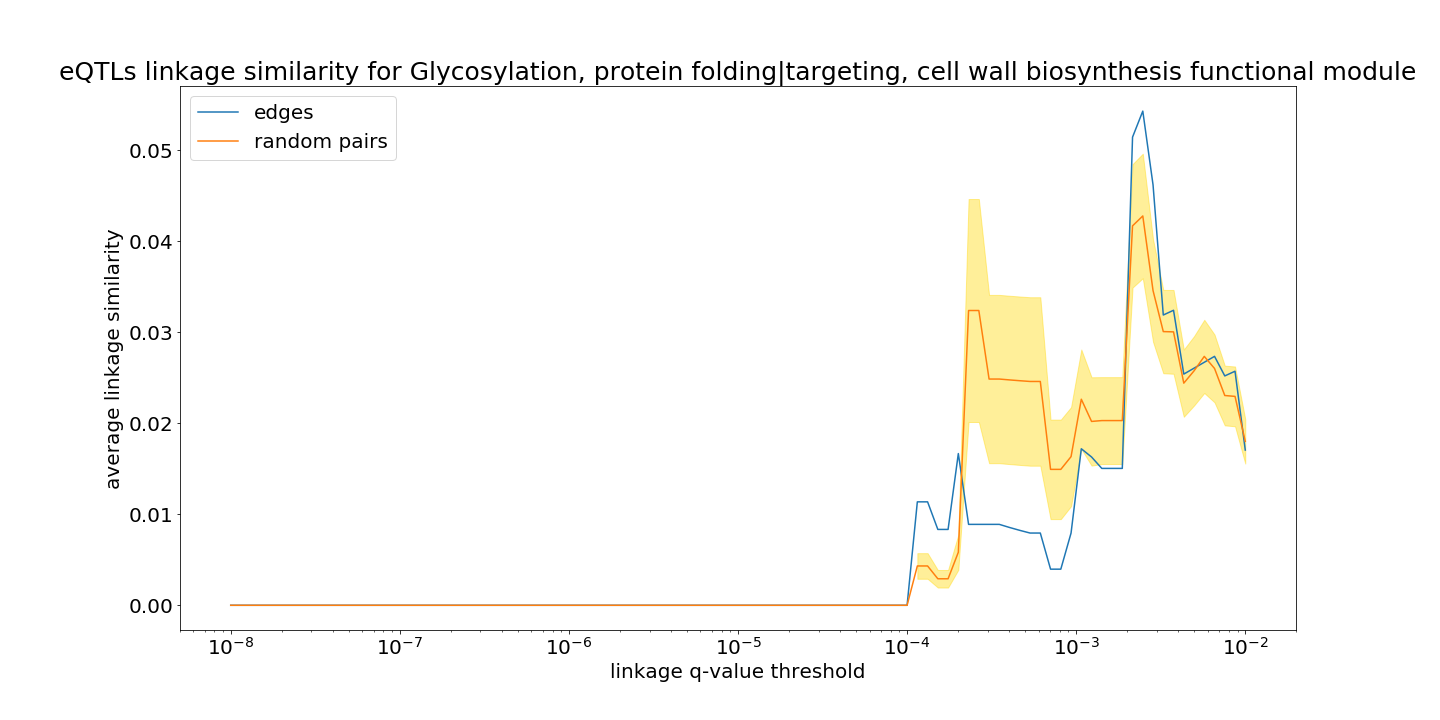 eQTLs linkage similarity for Glycosylation, protein folding|targeting, cell wall biosynthesis functional module
edges
random pairs
average linkage similarity
0.05
0.04
0.03
0.02
0.01
0.00
10⁻⁸ 10⁻⁷ 10⁻⁶ 10⁻⁵ 10⁻⁴ 10⁻³ 10⁻²
linkage q-value threshold